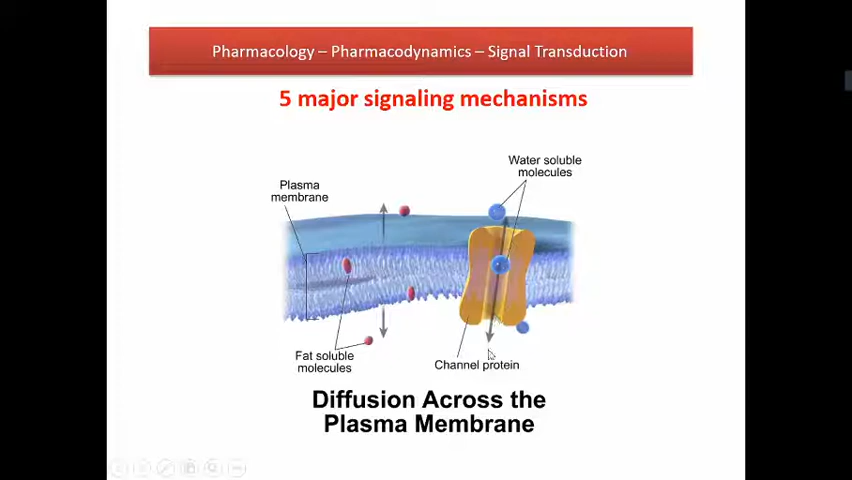 Pharmacology – Pharmacodynamics – Signal Transduction
5 major signaling mechanisms
Water soluble
molecules
Plasma
membrane
Fat soluble
molecules
Channel protein
Diffusion Across the
Plasma Membrane